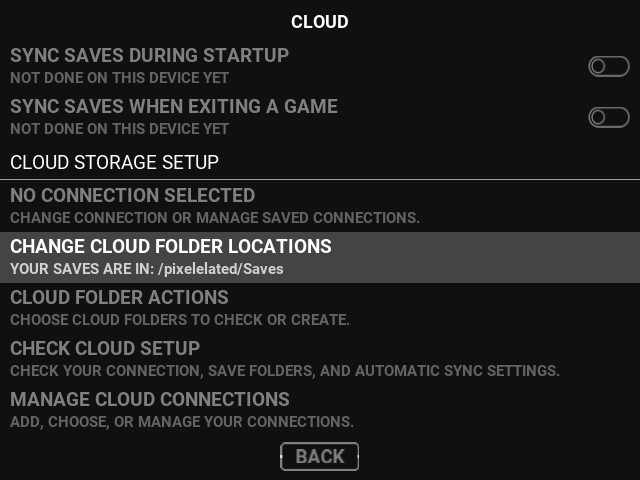 CLOUD
SYNC SAVES DURING STARTUP
NOT DONE ON THIS DEVICE YET
SYNC SAVES WHEN EXITING A GAME
NOT DONE ON THIS DEVICE YET
CLOUD STORAGE SETUP
NO CONNECTION SELECTED
CHANGE CONNECTION OR MANAGE SAVED CONNECTIONS.
CHANGE CLOUD FOLDER LOCATIONS
YOUR SAVES ARE IN: /pixelelated/Saves
CLOUD FOLDER ACTIONS
CHOOSE CLOUD FOLDERS TO CHECK OR CREATE.
CHECK CLOUD SETUP
CHECK YOUR CONNECTION, SAVE FOLDERS, AND AUTOMATIC SYNC SETTINGS.
MANAGE CLOUD CONNECTIONS
ADD, CHOOSE, OR MANAGE YOUR CONNECTIONS.
BACK